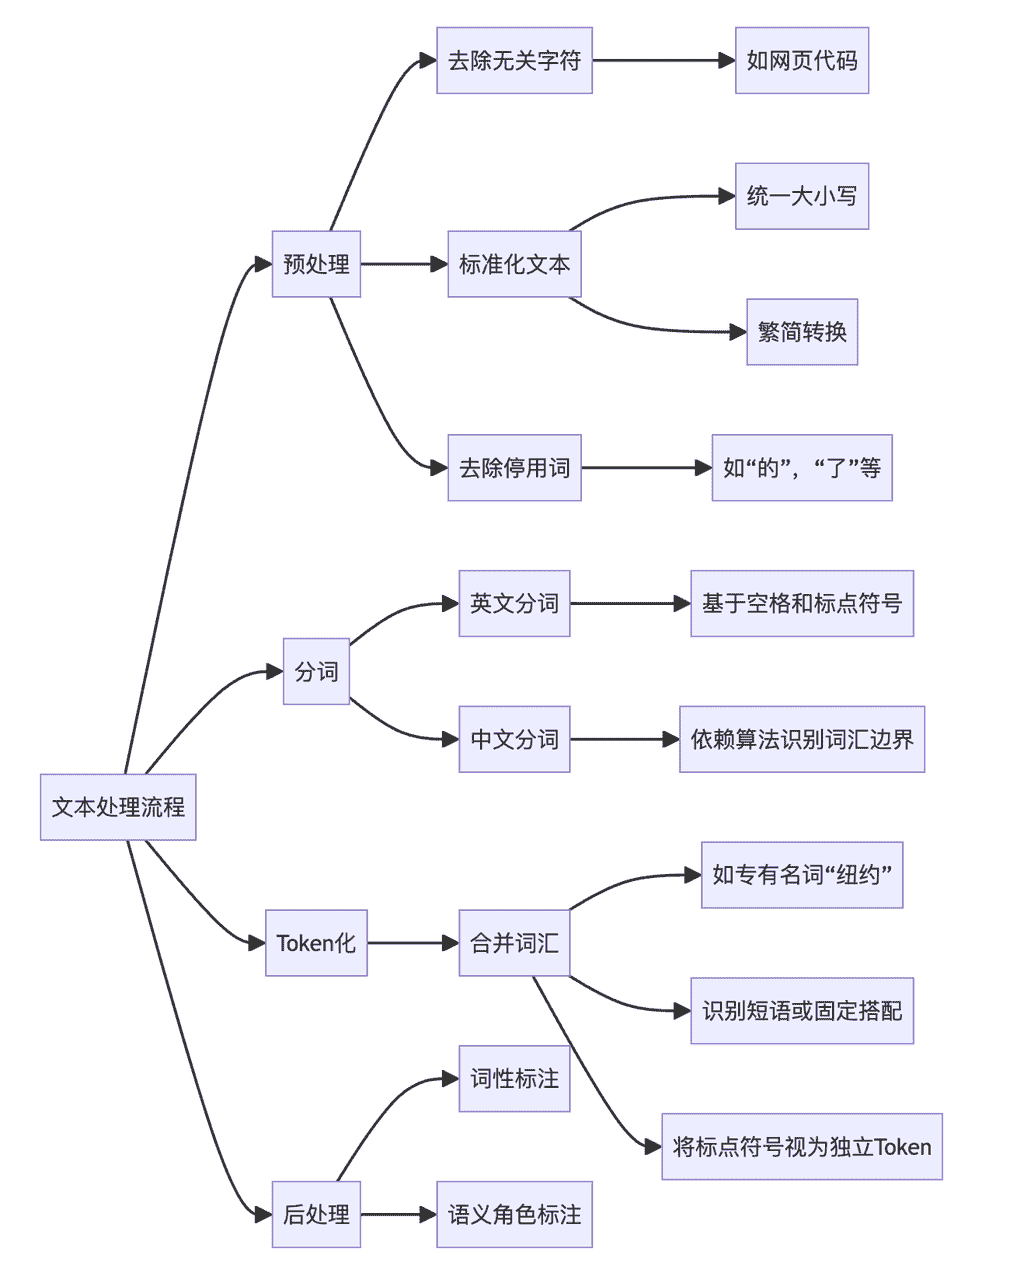 去除无关字符
如网页代码
统一大小写
预处理
标准化文本
繁简转换
去除停用词
如“的”，“了”等
英文分词
基于空格和标点符号
分词
中文分词
依赖算法识别词汇边界
文本处理流程
如专有名词“纽约”
Token化
合并词汇
识别短语或固定搭配
词性标注
将标点符号视为独立Token
后处理
语义角色标注